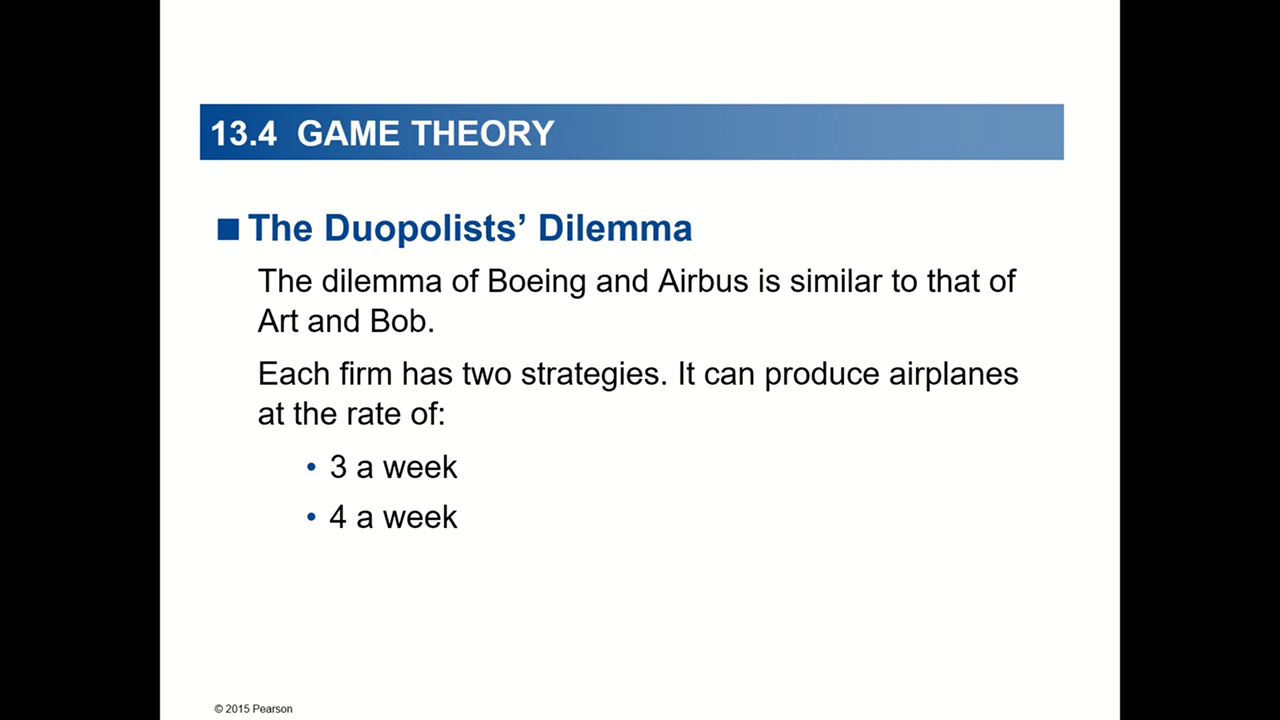 13.4 GAME THEORY
The Duopolists’ Dilemma
The dilemma of Boeing and Airbus is similar to that of
Art and Bob.
Each firm has two strategies. It can produce airplanes
at the rate of:
• 3 a week
• 4 a week
© 2015 Pearson